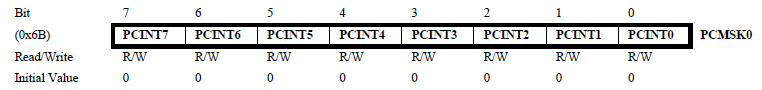 Bit 7 6 5 4 3 2 1 0
(0x6B) PCINT7 PCINT6 PCINT5 PCINT4 PCINT3 PCINT2 PCINT1 PCINT0 PCMSK0
Read/Write R/W R/W R/W R/W R/W R/W R/W R/W
Initial Value 0 0 0 0 0 0 0 0